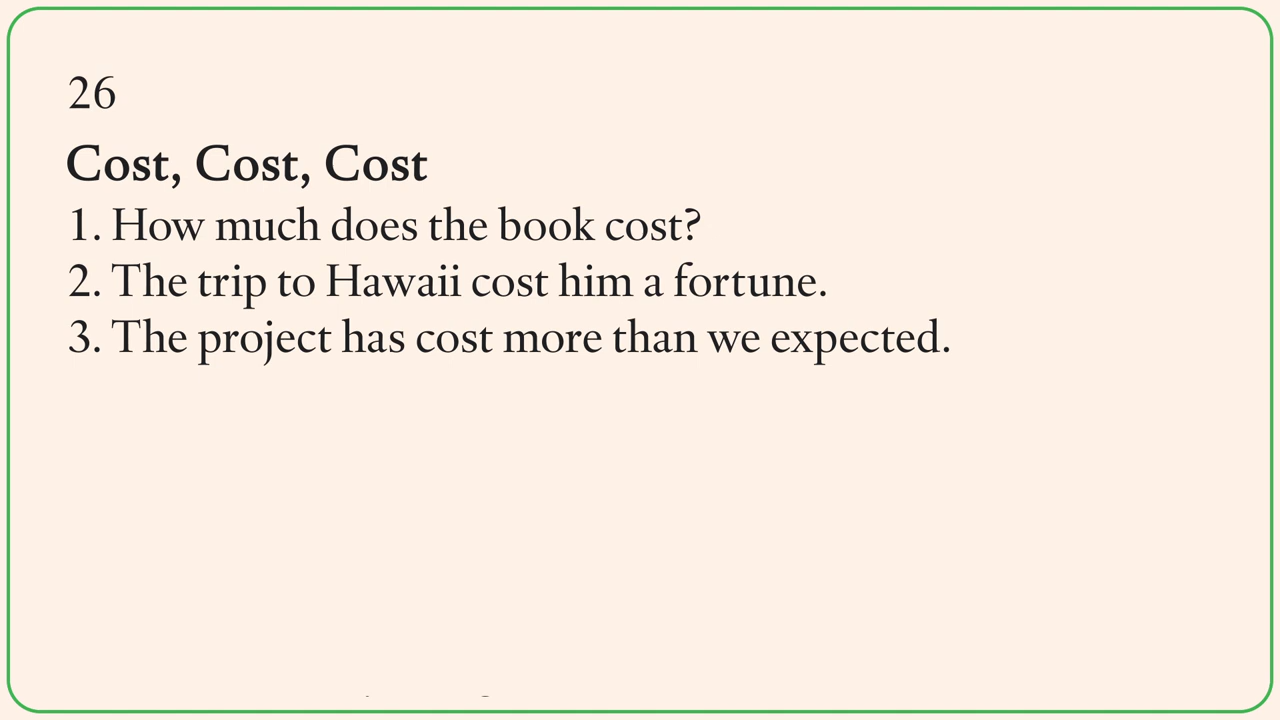 26
Cost, Cost, Cost
1. How much does the book cost?
2. The trip to Hawaii cost him a fortune.
3. The project has cost more than we expected.